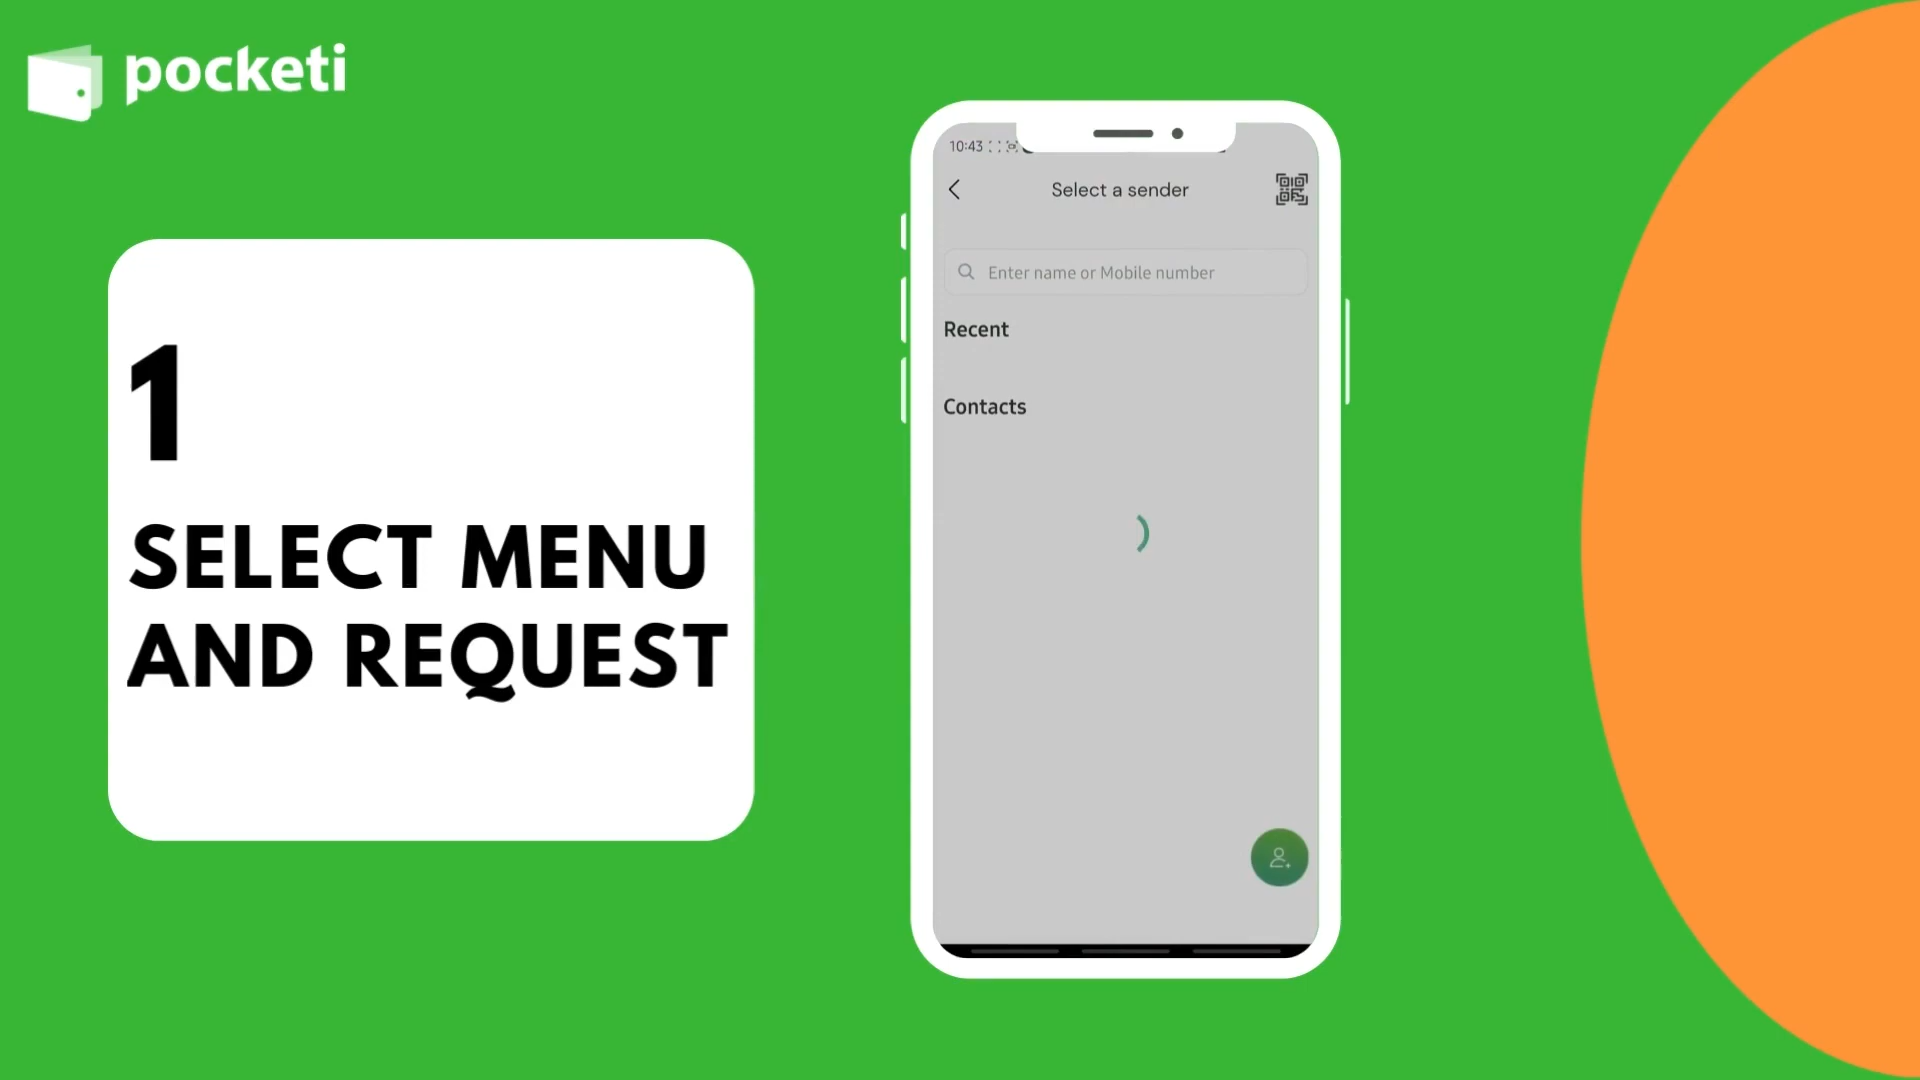 pocketi
1
SELECT MENU
AND REQUEST
10:43
Select a sender
Enter name or Mobile number
Recent
Contacts